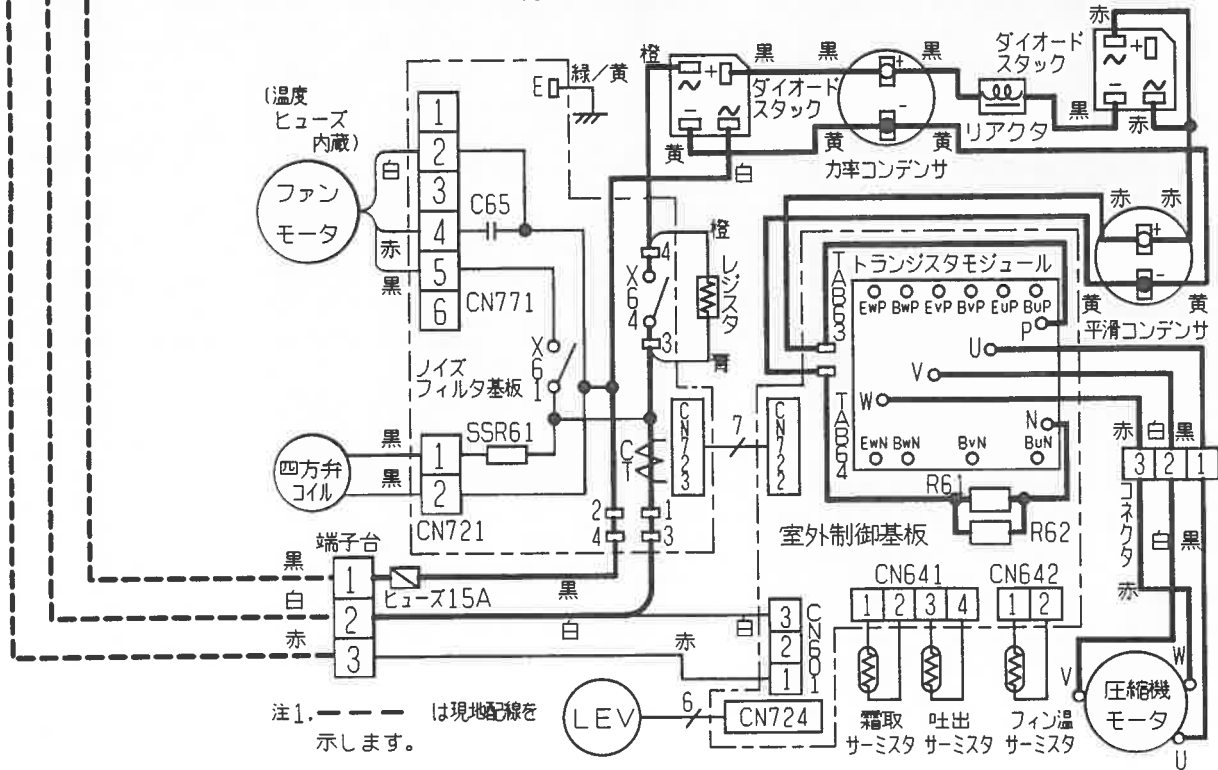 赤
ダイオード
スタック
+
~
-
~
橙
黒
黒
黒
+
~
-
~
ダイオード
スタック
E
緑／黄
+
-
リアクタ
黒
赤
黄
黄
黄
白
力率コンデンサ
(温度
ヒューズ
内蔵)
白
ファン
モータ
赤
黒
1
2
3
4
5
6
CN771
C65
X61
ノイズ
フィルタ基板
橙
4
X64
3
レジスタ
青
赤
赤
+
-
黄
黄
平滑コンデンサ
TAB63
トランジスタモジュール
EWP BWP EVP BVP EUP BUP
P
U
V
W
N
EWN BWN BVN BUN
TAB64
R61
R62
室外制御基板
四方弁
コイル
黒
黒
1
2
CN721
SSR61
CT
CN723
7
CN722
2
4
1
3
赤 白 黒
3 2 1
コネクタ
白 黒
赤
端子台
黒
白
赤
1
2
3
ヒューズ15A
黒
白
白
赤
3
2
1
CN601
CN641
1 2 3 4
CN642
1 2
霜取
サーミスタ
吐出
サーミスタ
フィン温
サーミスタ
V
W
圧縮機
モータ
U
LEV
6
CN724
注1. ━ ━ ━ は現地配線を
示します。